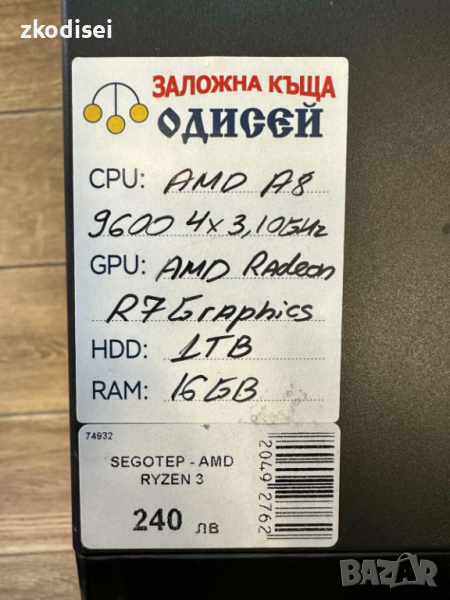 zkodisei
ЗАЛОЖНА КЪЩА
ОДИСЕЙ
CPU: AMD A8
9600 4x3,10GHz
GPU: AMD Radeon
R7 Graphics
HDD: 1TB
RAM: 16GB
74932
SEGOTEP - AMD
RYZEN 3
240 лв
2049 2762
BAZAR